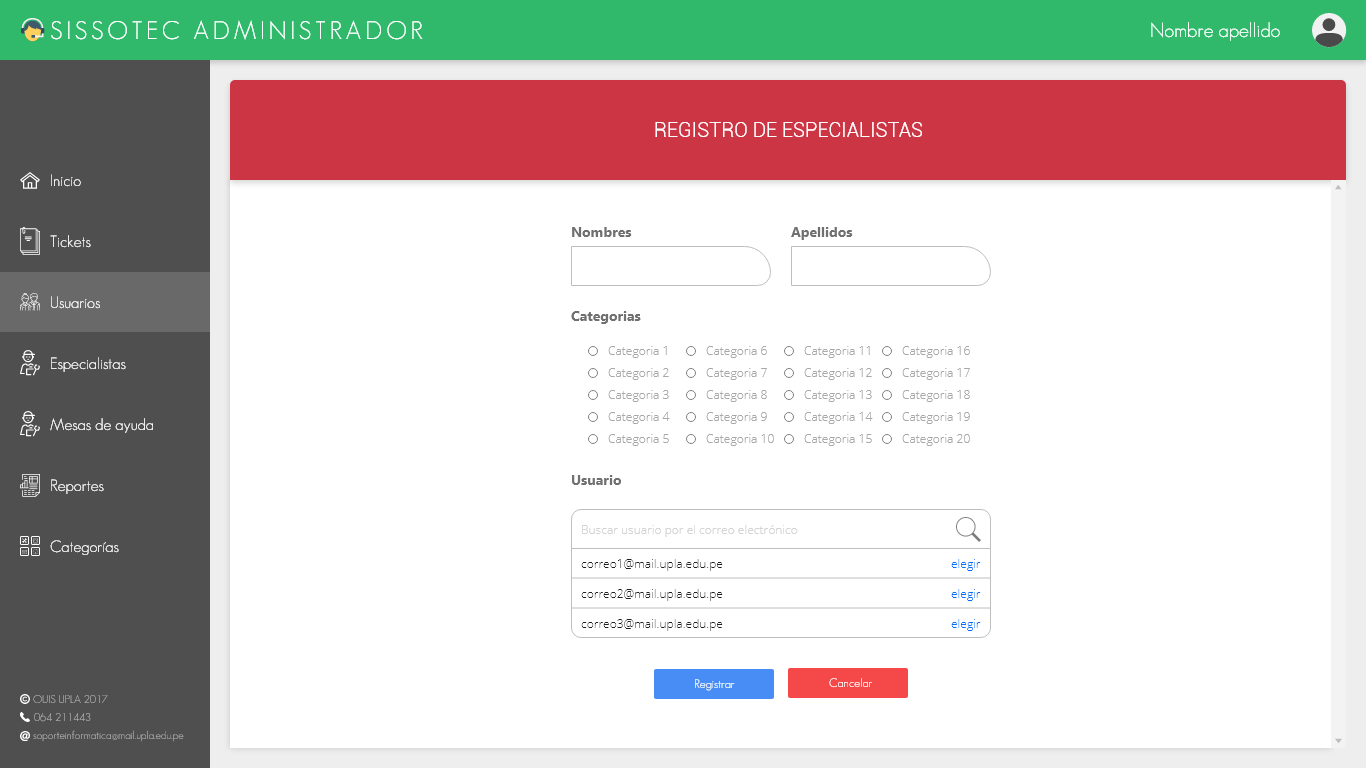 SISSOTEC ADMINISTRADOR
Nombre apellido
Inicio
Tickets
Usuarios
Especialistas
Mesas de ayuda
Reportes
Categorías
© OUIS UPLA 2017
064 211443
@ soporteinformatica@mail.upla.edu.pe
REGISTRO DE ESPECIALISTAS
Nombres Apellidos
Categorias
Categoria 1 Categoria 6 Categoria 11 Categoria 16
Categoria 2 Categoria 7 Categoria 12 Categoria 17
Categoria 3 Categoria 8 Categoria 13 Categoria 18
Categoria 4 Categoria 9 Categoria 14 Categoria 19
Categoria 5 Categoria 10 Categoria 15 Categoria 20
Usuario
Buscar usuario por el correo electrónico
correo1@mail.upla.edu.pe elegir
correo2@mail.upla.edu.pe elegir
correo3@mail.upla.edu.pe elegir
Registrar Cancelar